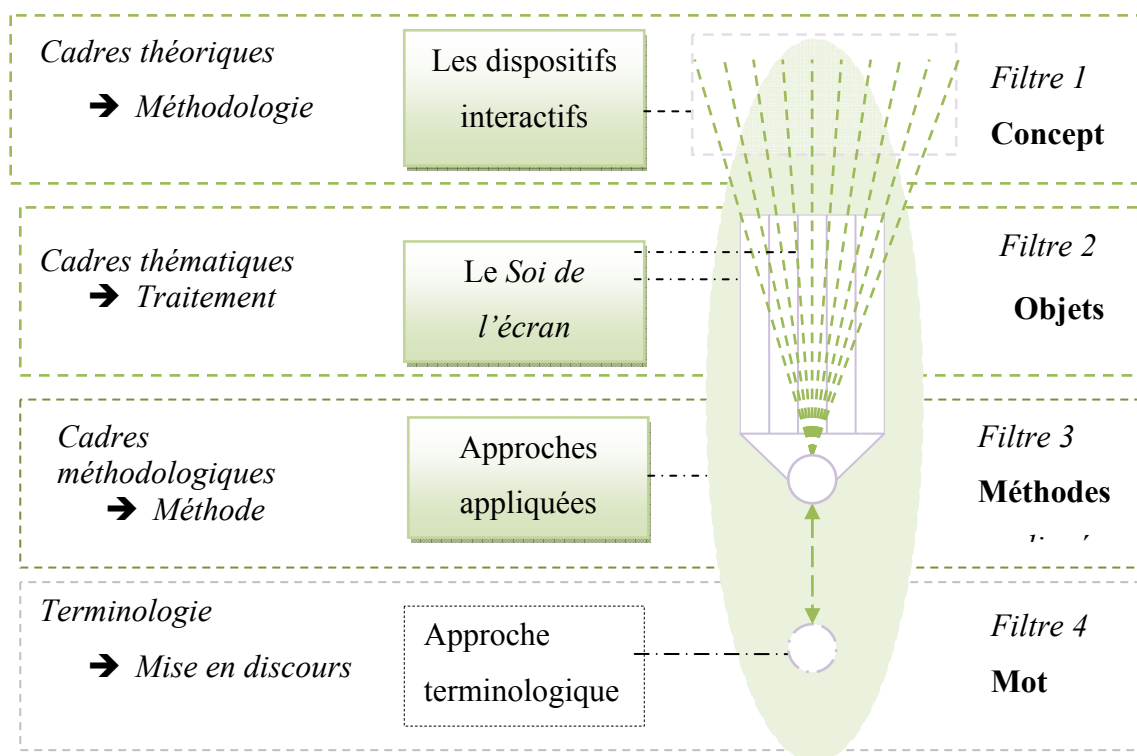 Cadres théoriques
➔ Méthodologie
Les dispositifs
interactifs
Filtre 1
Concept
Cadres thématiques
➔ Traitement
Le Soi de
l’écran
Filtre 2
Objets
Cadres
méthodologiques
➔ Méthode
Approches
appliquées
Filtre 3
Méthodes
Terminologie
➔ Mise en discours
Approche
terminologique
Filtre 4
Mot